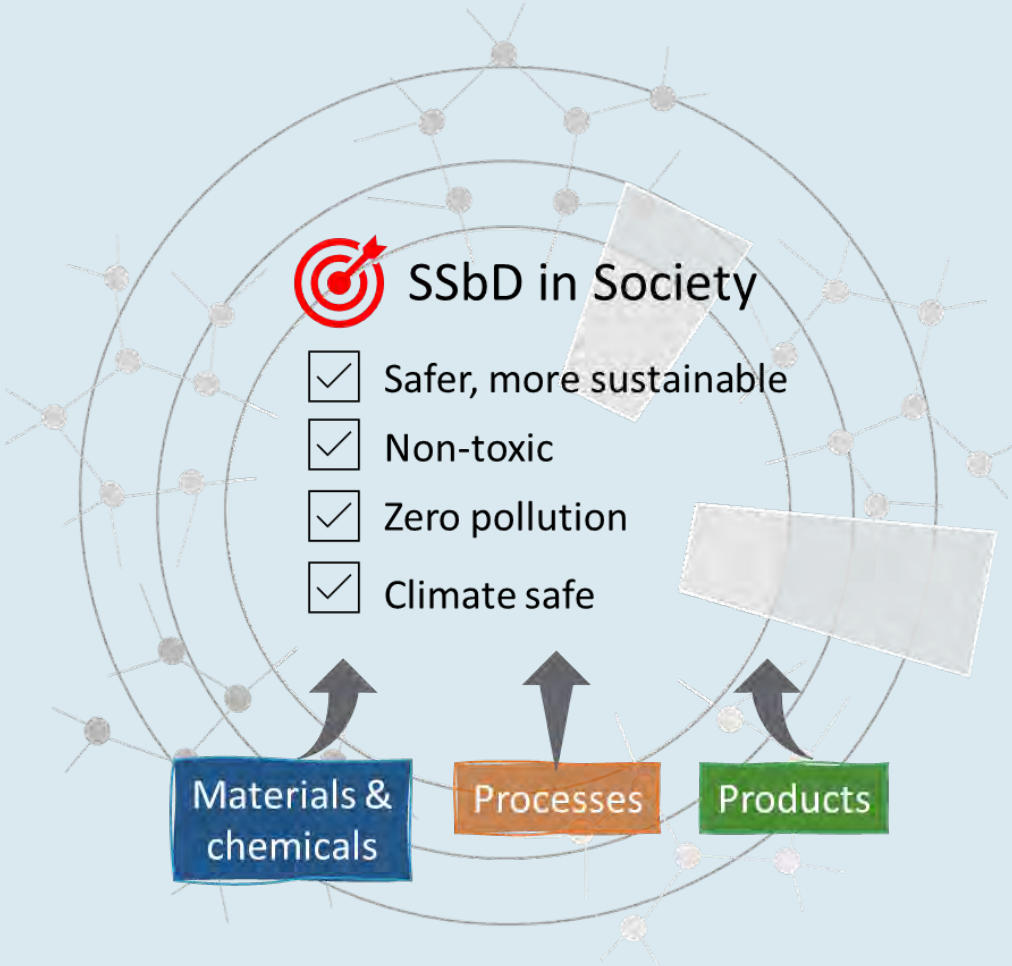 SSbD in Society
Safer, more sustainable
Non-toxic
Zero pollution
Climate safe
Materials &
chemicals
Processes
Products